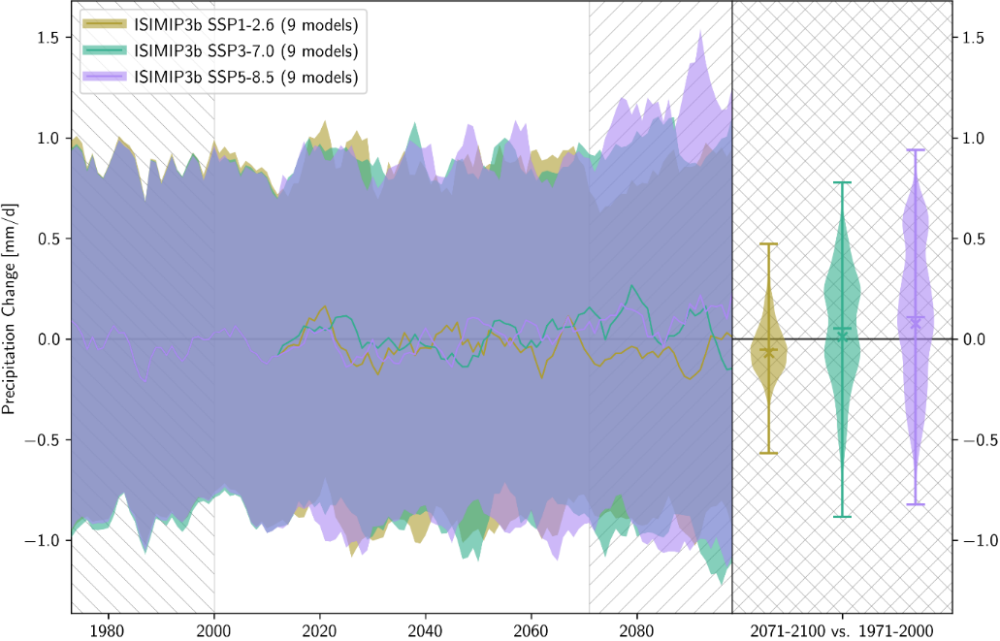 ISIMIP3b SSP1-2.6 (9 models)
ISIMIP3b SSP3-7.0 (9 models)
ISIMIP3b SSP5-8.5 (9 models)
Precipitation Change [mm/d]
1.5
1.0
0.5
0.0
−0.5
−1.0
1.5
1.0
0.5
0.0
−0.5
−1.0
1980 2000 2020 2040 2060 2080 2071-2100 vs. 1971-2000